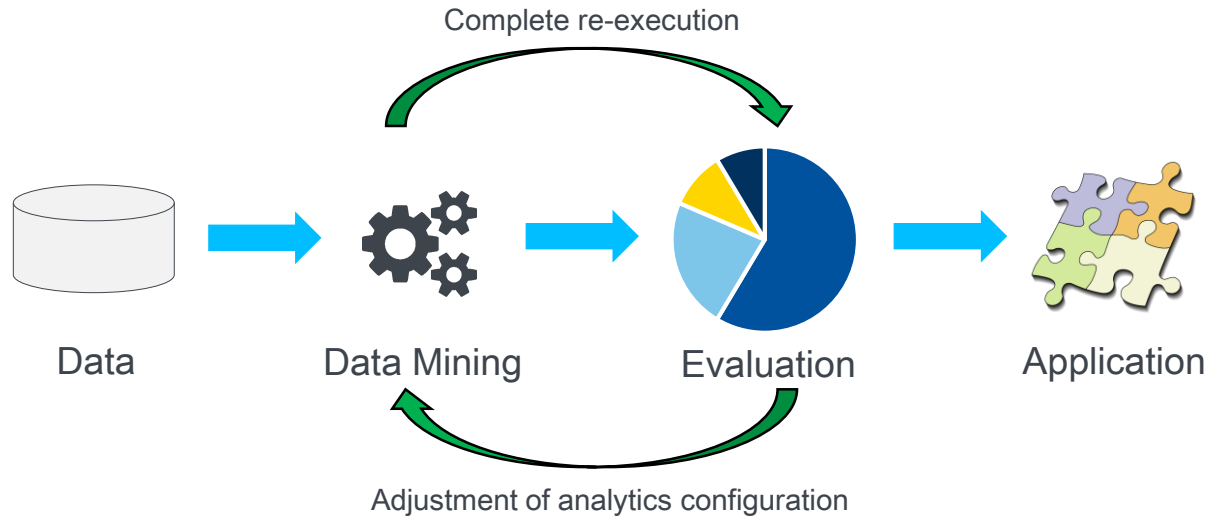 Complete re-execution
Data
Data Mining
Evaluation
Application
Adjustment of analytics configuration